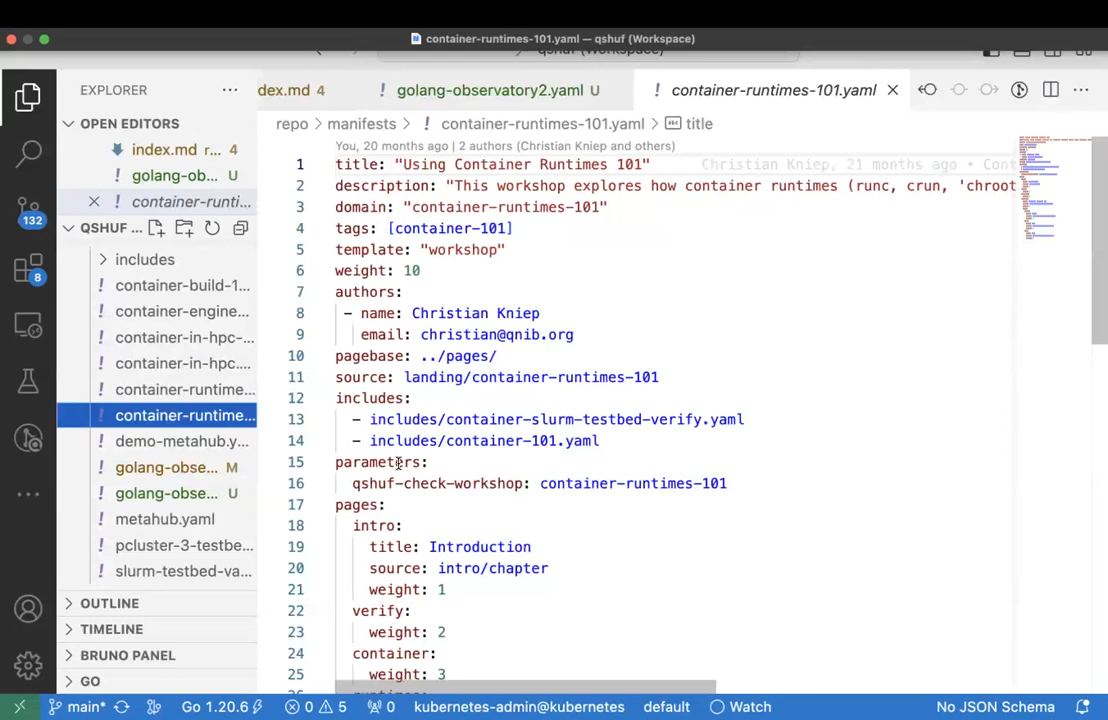 container-runtimes-101.yaml — qshuf (Workspace)
EXPLORER
OPEN EDITORS
index.md r... 4
golang-ob... U
container-runti...
QSHUF ...
includes
container-build-1...
container-engine...
container-in-hpc-...
container-in-hpc....
container-runtime...
container-runtime...
demo-metahub.y...
golang-obse... M
golang-obse... U
metahub.yaml
pcluster-3-testbe...
slurm-testbed-va...
OUTLINE
TIMELINE
BRUNO PANEL
GO
132
8
dex.md 4
golang-observatory2.yaml U
container-runtimes-101.yaml
repo > manifests > ! container-runtimes-101.yaml > title
You, 20 months ago | 2 authors (Christian Kniep and others)
1 title: "Using Container Runtimes 101" Christian Kniep, 21 months ago • Cont
2 description: "This workshop explores how container runtimes (runc, crun, 'chroot
3 domain: "container-runtimes-101"
4 tags: [container-101]
5 template: "workshop"
6 weight: 10
7 authors:
8 - name: Christian Kniep
9 email: christian@qnib.org
10 pagebase: ../pages/
11 source: landing/container-runtimes-101
12 includes:
13 - includes/container-slurm-testbed-verify.yaml
14 - includes/container-101.yaml
15 parameters:
16 qshuf-check-workshop: container-runtimes-101
17 pages:
18 intro:
19 title: Introduction
20 source: intro/chapter
21 weight: 1
22 verify:
23 weight: 2
24 container:
25 weight: 3
main* Go 1.20.6 0 5 0 kubernetes-admin@kubernetes default Watch No JSON Schema